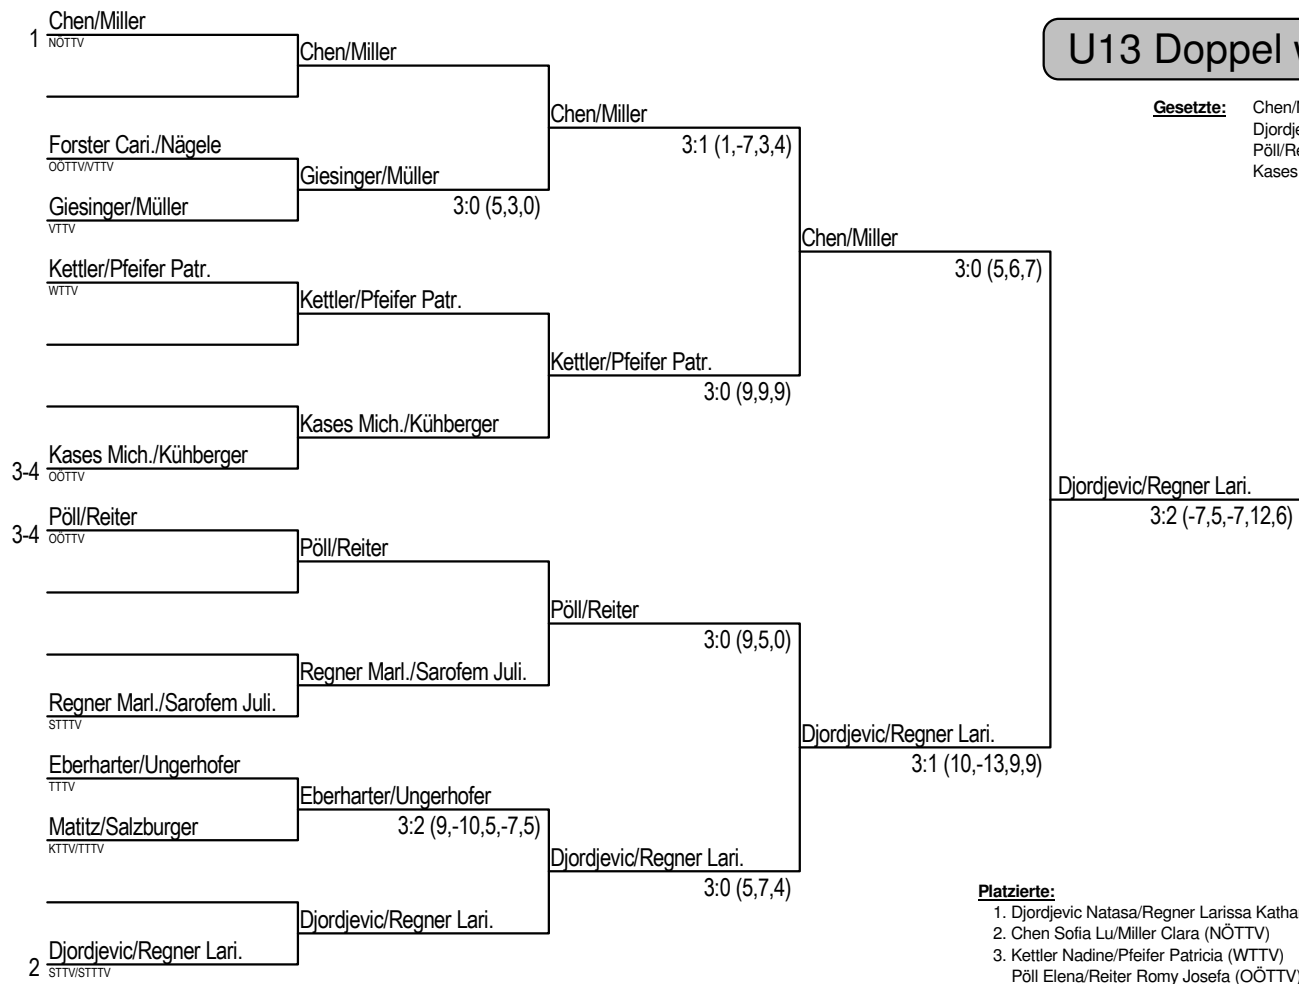 Chen/Miller
1 NÖTTV
Chen/Miller
U13 Doppel
Gesetzte:
Chen/Miller
Forster Cari./Nägele
3:1 (1,-7,3,4)
OÖTTV/VTTV
Giesinger/Müller
Giesinger/Müller
3:0 (5,3,0)
VTTV
Chen/Miller
Kettler/Pfeifer Patr.
3:0 (5,6,7)
WTTV
Kettler/Pfeifer Patr.
Kettler/Pfeifer Patr.
3:0 (9,9,9)
Kases Mich./Kühberger
Kases Mich./Kühberger
3-4 OÖTTV
Djordjevic/Regner Lari.
Pöll/Reiter
3:2 (-7,5,-7,12,6)
3-4 OÖTTV
Pöll/Reiter
Pöll/Reiter
3:0 (9,5,0)
Regner Marl./Sarofem Juli.
Regner Marl./Sarofem Juli.
STTTV
Djordjevic/Regner Lari.
Eberharter/Ungerhofer
3:1 (10,-13,9,9)
TTTV
Eberharter/Ungerhofer
Matitz/Salzburger
3:2 (9,-10,5,-7,5)
KTTV/TTTV
Djordjevic/Regner Lari.
3:0 (5,7,4)
Djordjevic/Regner Lari.
Djordjevic/Regner Lari.
2 STTV/STTTV
Platzierte:
1. Djordjevic Natasa/Regner Larissa
2. Chen Sofia Lu/Miller Clara (NÖTTV)
3. Kettler Nadine/Pfeifer Patricia (WTTV)
Pöll Elena/Reiter Romy Josefa (OÖTTV)